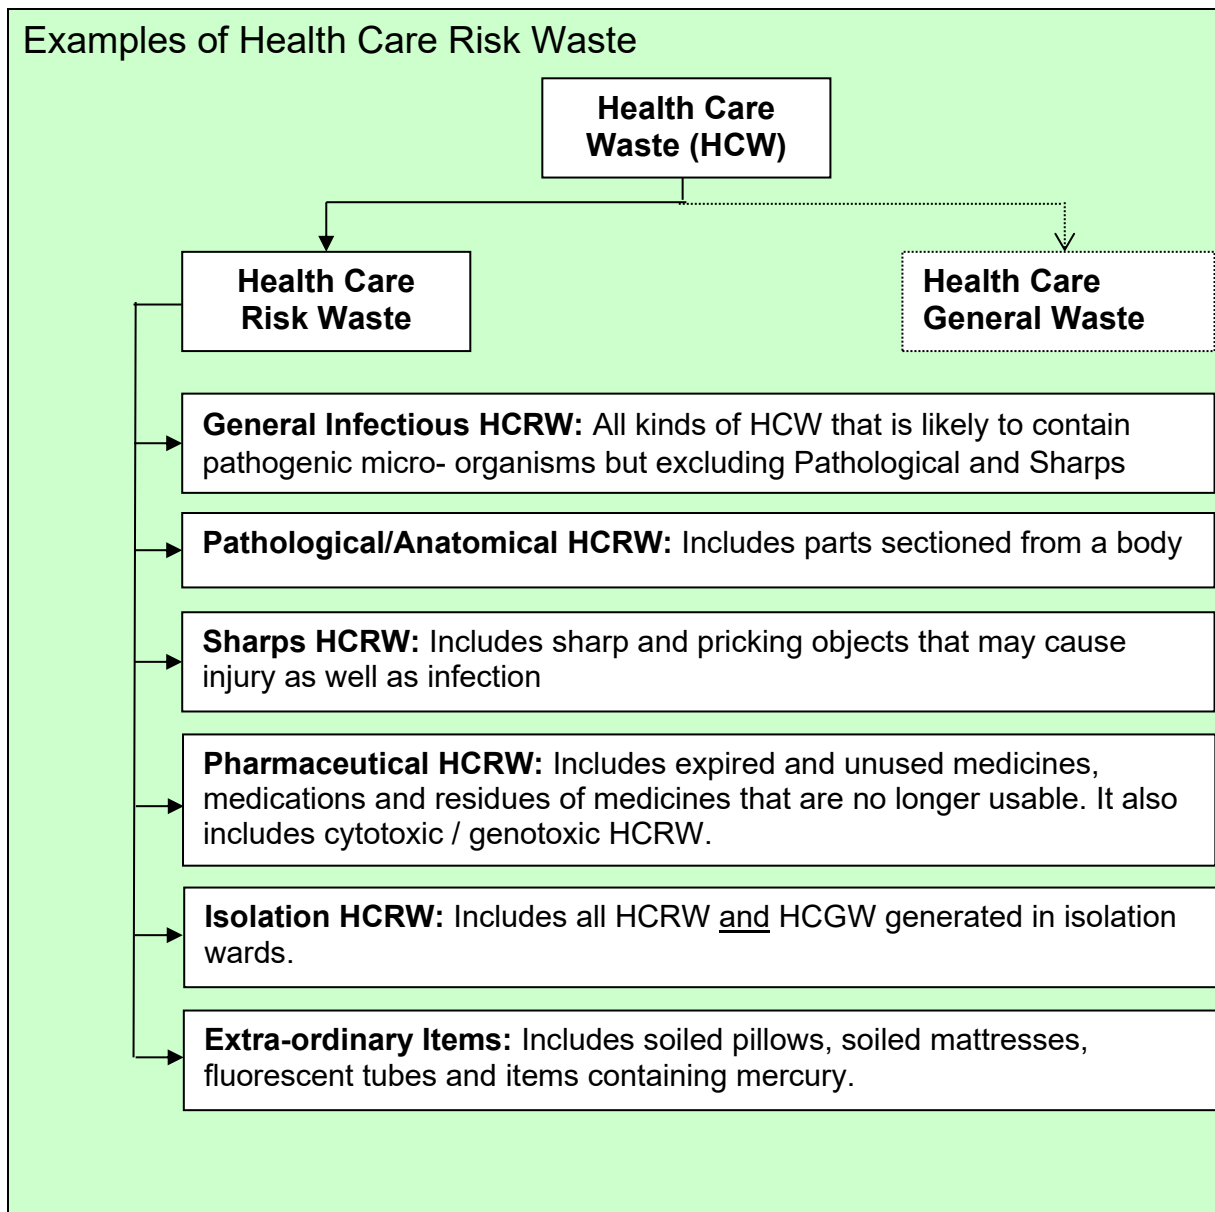 Examples of Health Care Risk Waste
Health Care
Waste (HCW)
Health Care
Risk Waste
Health Care
General Waste
General Infectious HCRW: All kinds of HCW that is likely to contain
pathogenic micro- organisms but excluding Pathological and Sharps
Pathological/Anatomical HCRW: Includes parts sectioned from a body
Sharps HCRW: Includes sharp and pricking objects that may cause
injury as well as infection
Pharmaceutical HCRW: Includes expired and unused medicines,
medications and residues of medicines that are no longer usable. It also
includes cytotoxic / genotoxic HCRW.
Isolation HCRW: Includes all HCRW and HCGW generated in isolation
wards.
Extra-ordinary Items: Includes soiled pillows, soiled mattresses,
fluorescent tubes and items containing mercury.